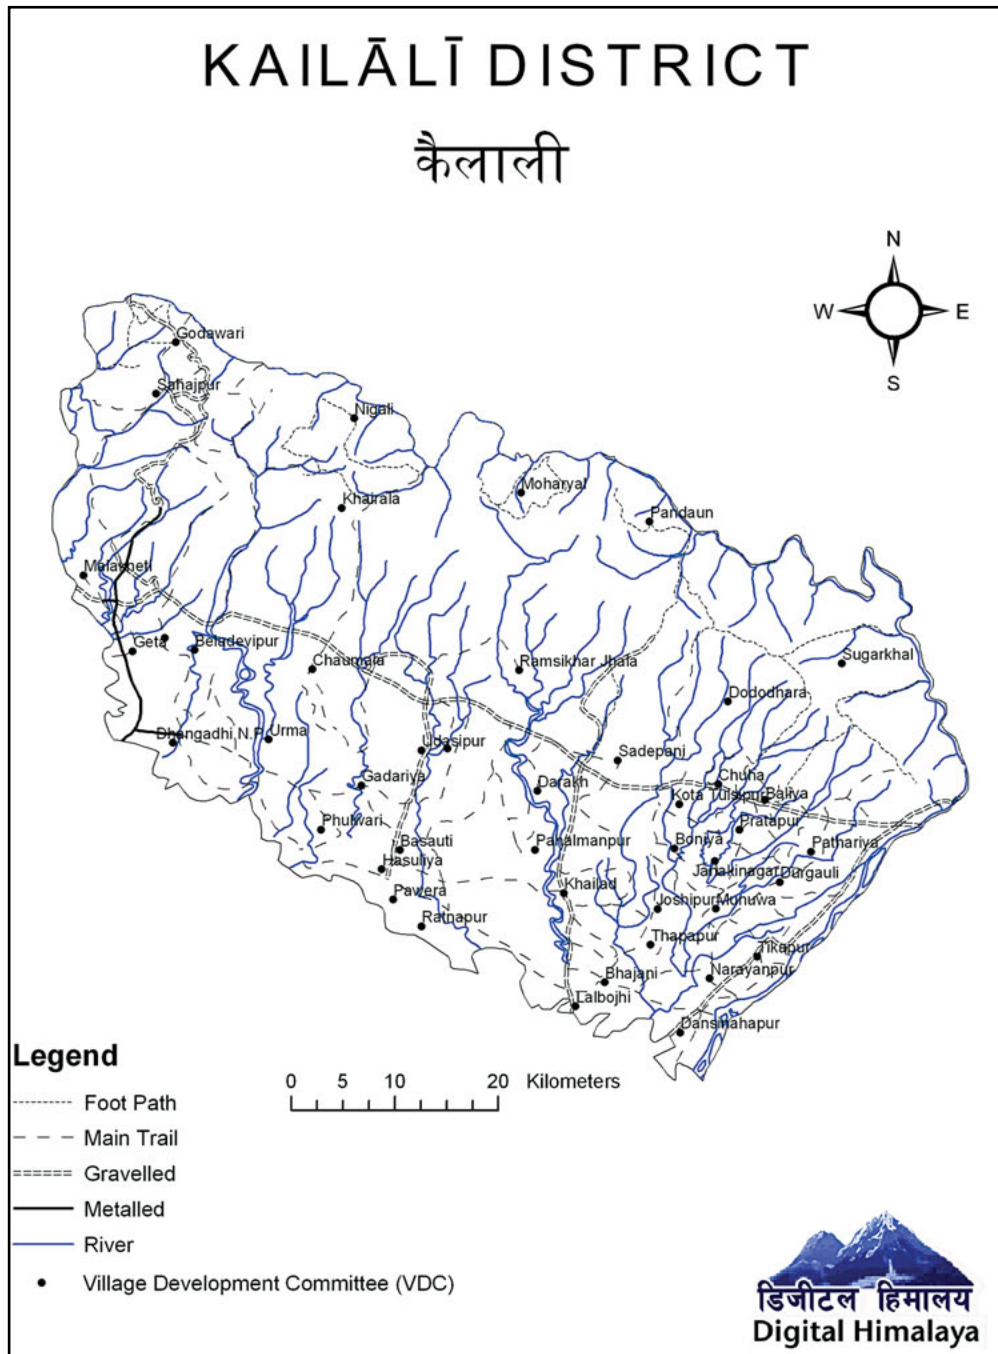 KAILĀLĪ DISTRICT
कैलाली
N
W E
S
Godawari
Sahajpur
Nigali
Khairala
Moharyal
Pandaun
Malakheti
Geta
Beladevipur
Chaumala
Ramsikhar Jhala
Sugarkhal
Dododhara
Dhangadhi N.P.
Urma
Udasipur
Sadepani
Gadariya
Darakh
Chuha
Kota Tulsipur
Baliya
Phulwari
Pratapur
Basauti
Pahalmanpur
Boniya
Pathariya
Hasuliya
Janakinagar
Durgauli
Pawera
Khailad
Joshipur
Mohuwa
Ratnapur
Thapapur
Tikapur
Bhajani
Narayanpur
Lalbojhi
Dansinahapur
Legend
0 5 10 20 Kilometers
Foot Path
Main Trail
Gravelled
Metalled
River
Village Development Committee (VDC)
डिजीटल हिमालय
Digital Himalaya